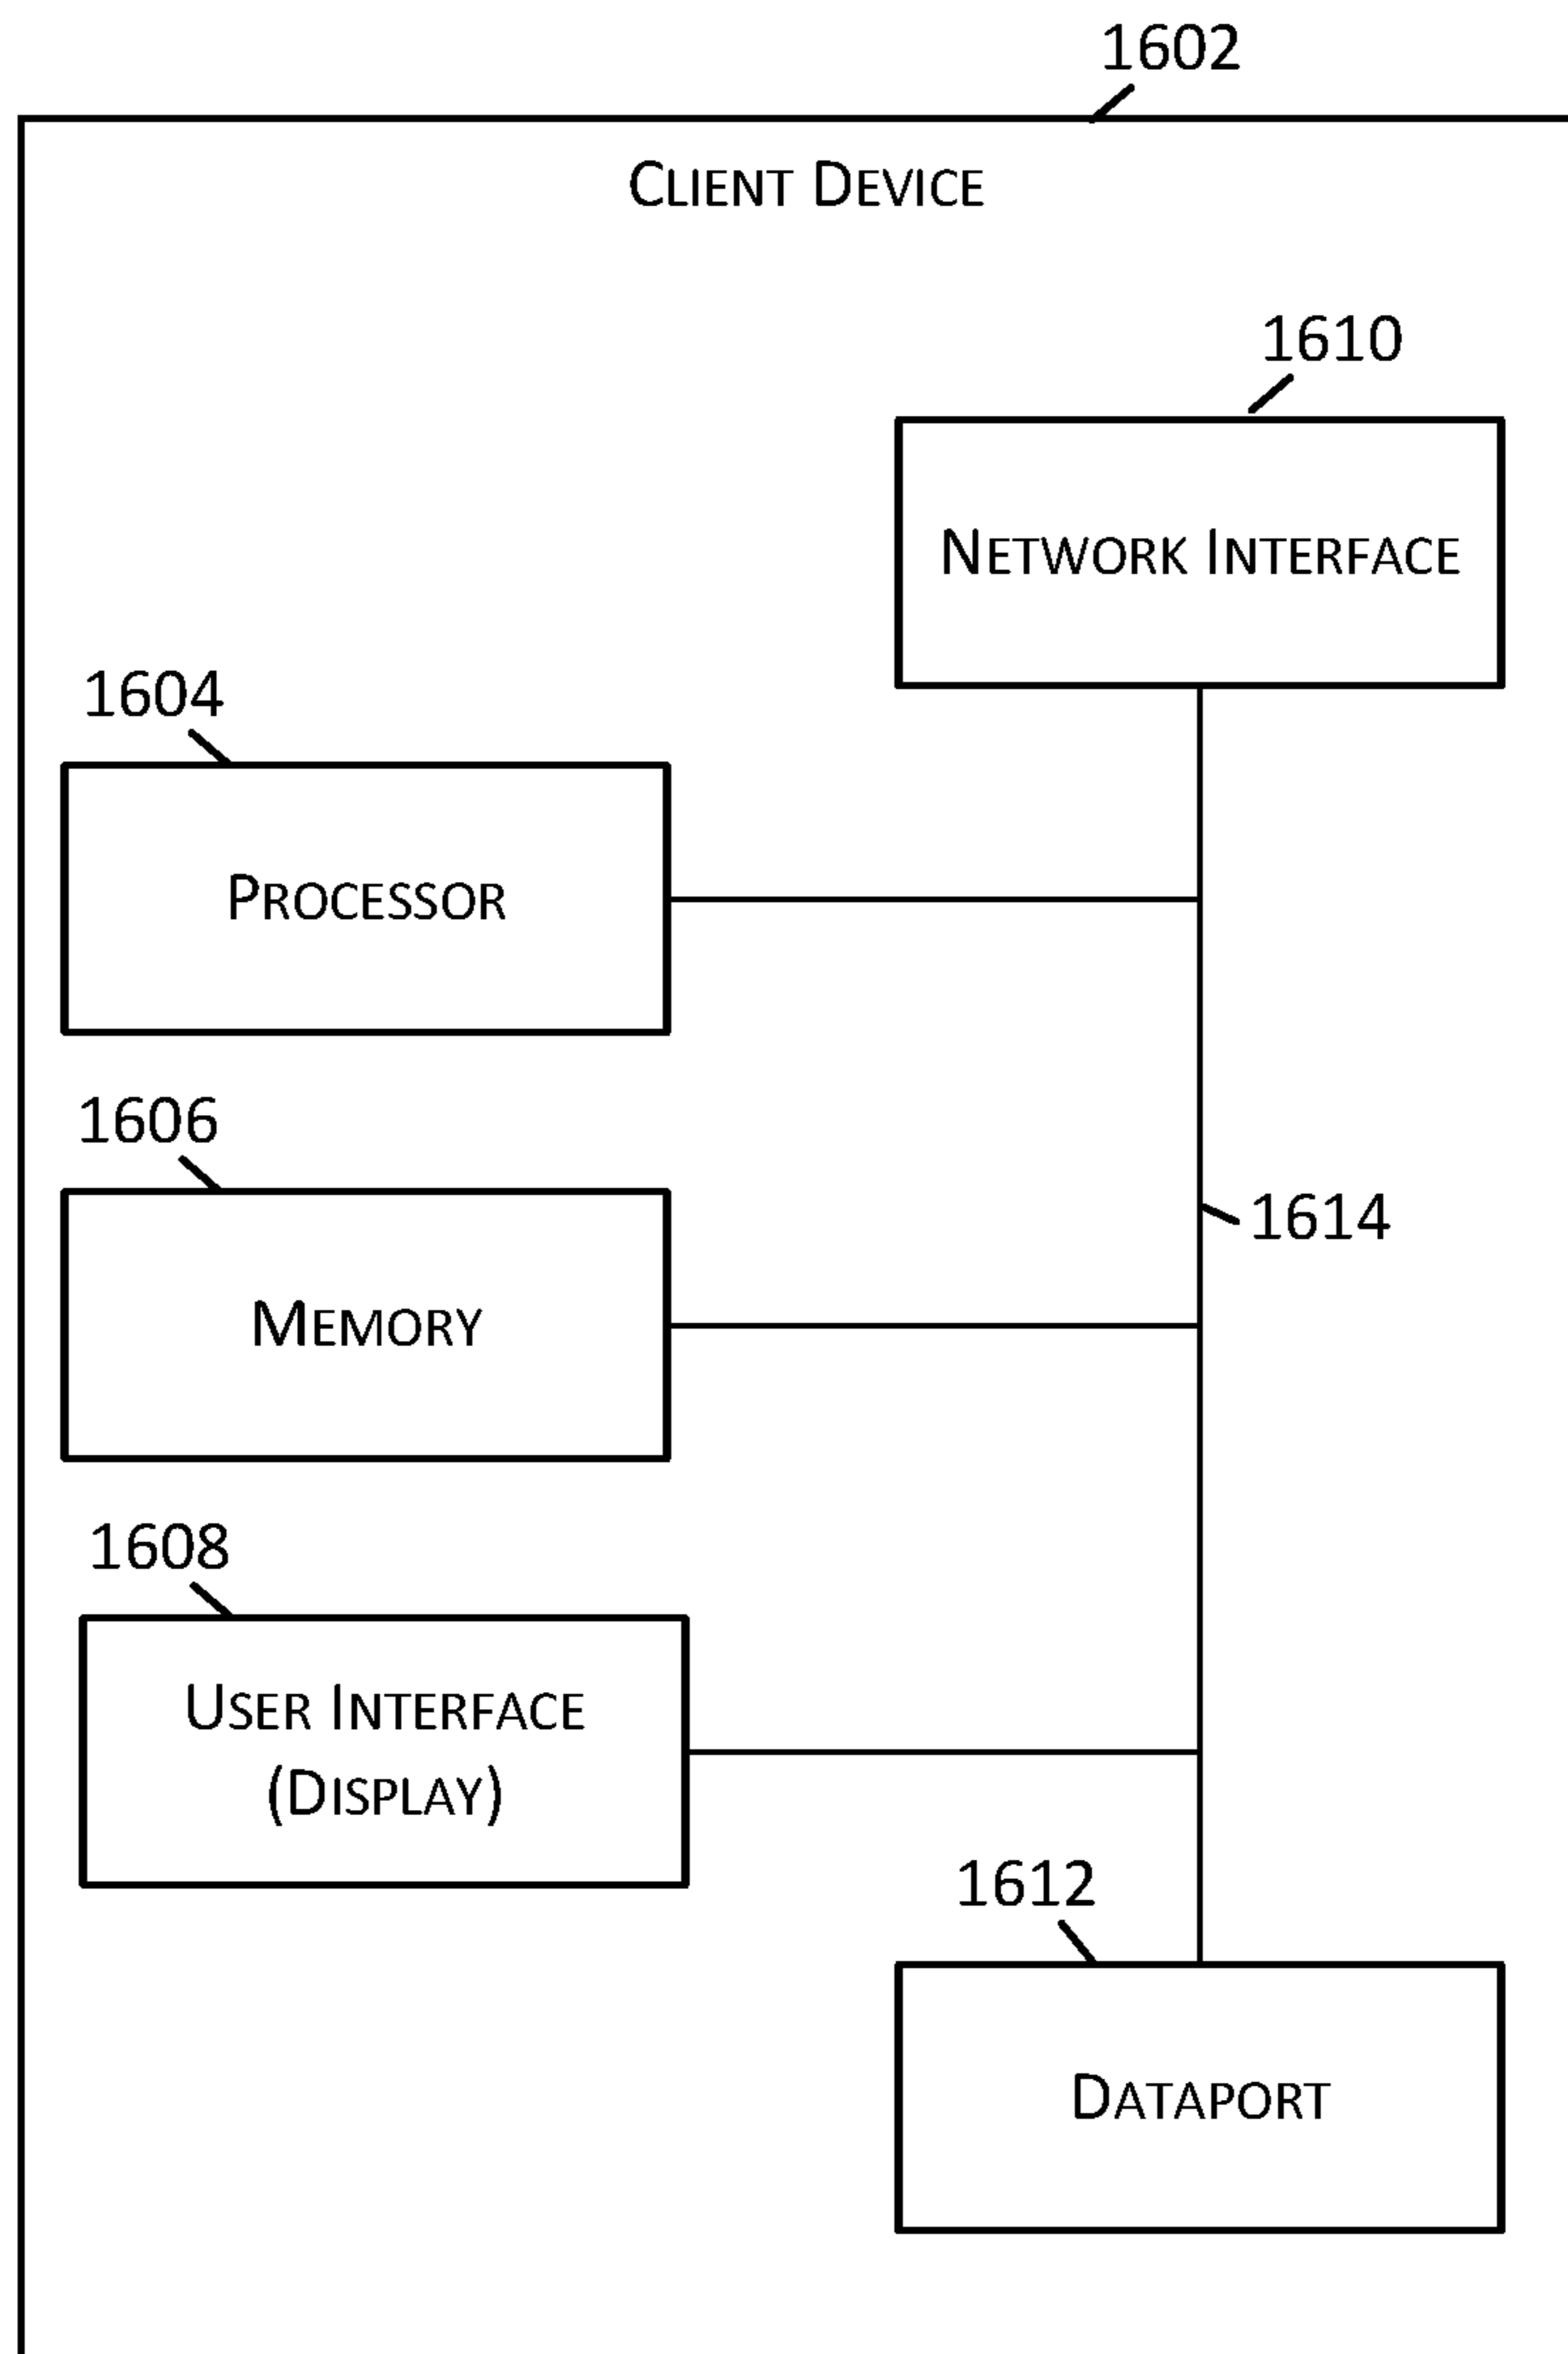 1602
CLIENT DEVICE
1610
NETWORK INTERFACE
1604
PROCESSOR
1606
1614
MEMORY
1608
USER INTERFACE
(DISPLAY)
1612
DATAPORT